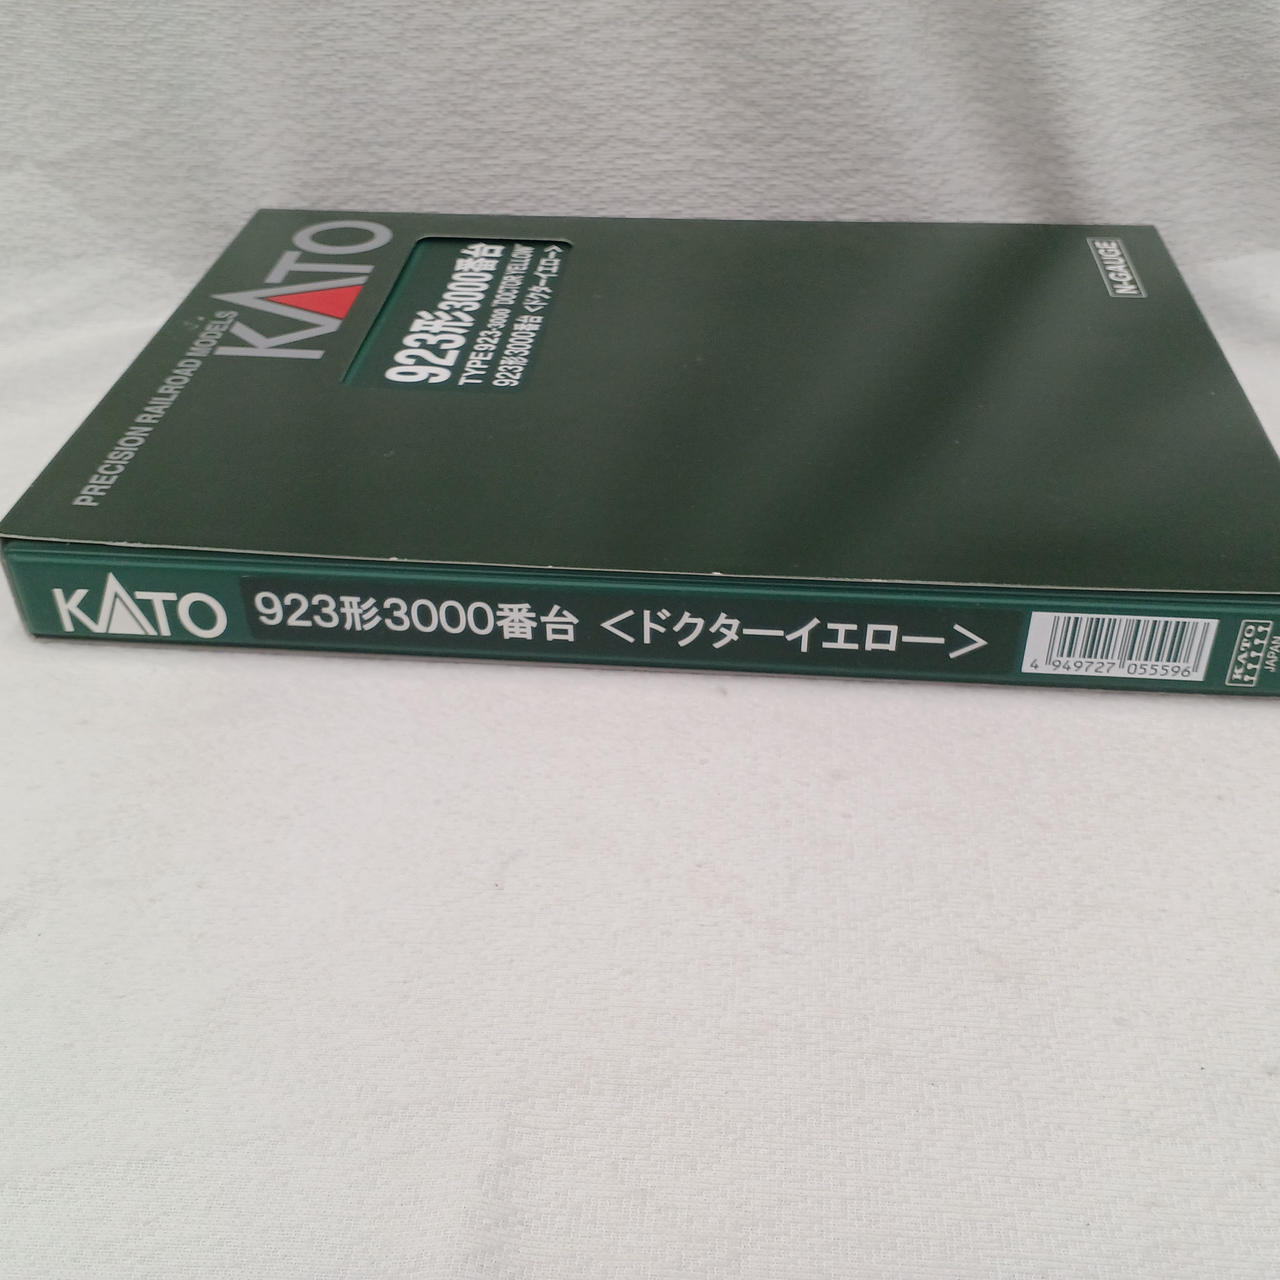 KATO
PRECISION RAILROAD MODELS
923形3000番台
TYPE 923-3000 "DOCTOR YELLOW"
923形3000番台 <ドクターイエロー>
N-GAUGE
KATO
923形3000番台 <ドクターイエロー>
4 949727 055596
KATO
JAPAN